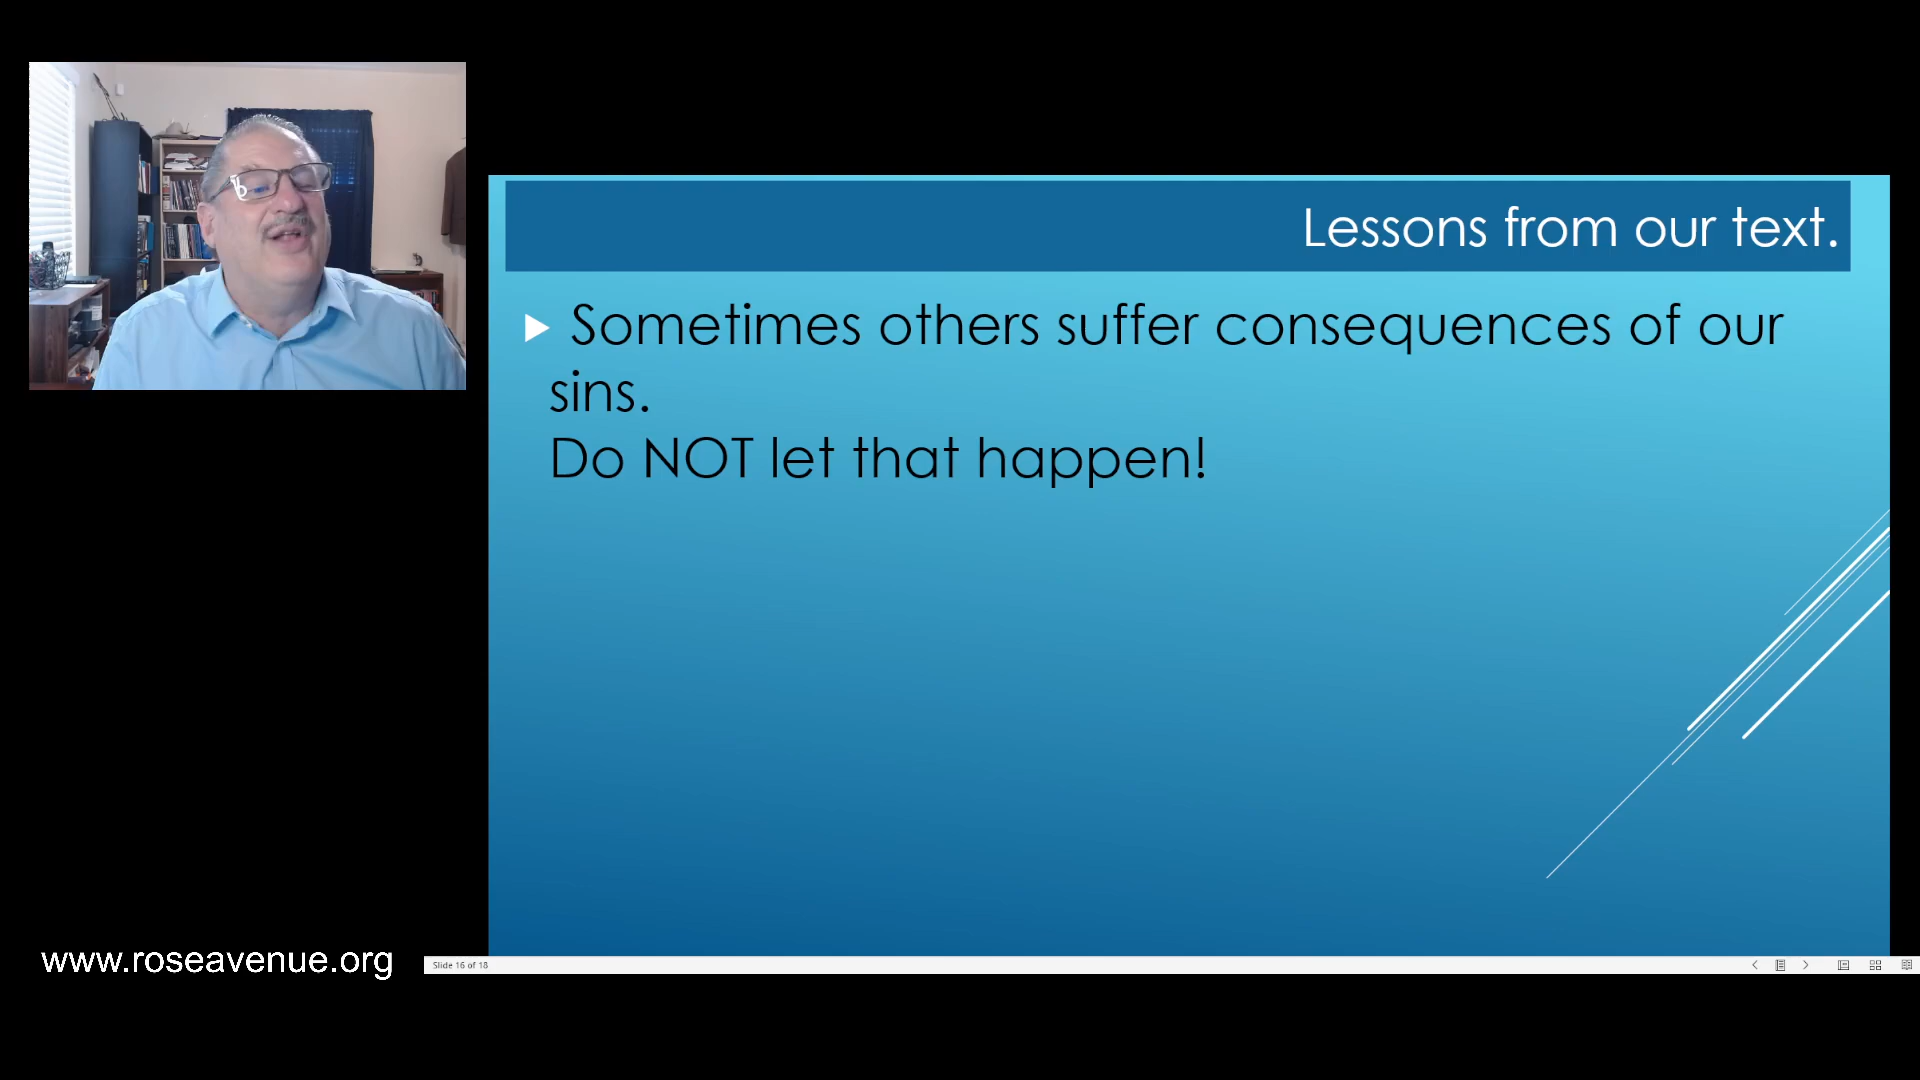 Lessons from our text.
Sometimes others suffer consequences of our
sins.
Do NOT let that happen!
www.roseavenue.org
Slide 16 of 18